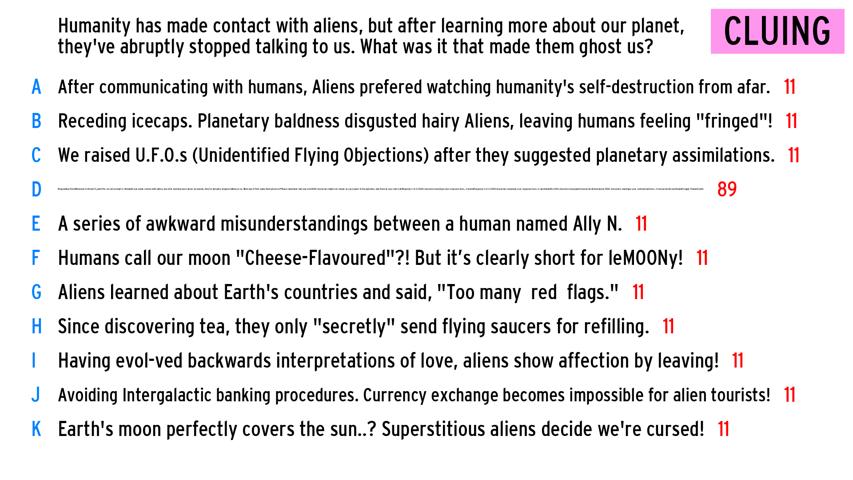 Humanity has made contact with aliens, but after learning more about our planet,
they've abruptly stopped talking to us. What was it that made them ghost us?
CLUING
A After communicating with humans, Aliens prefered watching humanity's self-destruction from afar. 11
B Receding icecaps. Planetary baldness disgusted hairy Aliens, leaving humans feeling "fringed"! 11
C We raised U.F.O.s (Unidentified Flying Objections) after they suggested planetary assimilations. 11
D 89
E A series of awkward misunderstandings between a human named Ally N. 11
F Humans call our moon "Cheese-Flavoured"?! But it's clearly short for leMOONy! 11
G Aliens learned about Earth's countries and said, "Too many red flags." 11
H Since discovering tea, they only "secretly" send flying saucers for refilling. 11
I Having evol-ved backwards interpretations of love, aliens show affection by leaving! 11
J Avoiding Intergalactic banking procedures. Currency exchange becomes impossible for alien tourists! 11
K Earth's moon perfectly covers the sun..? Superstitious aliens decide we're cursed! 11